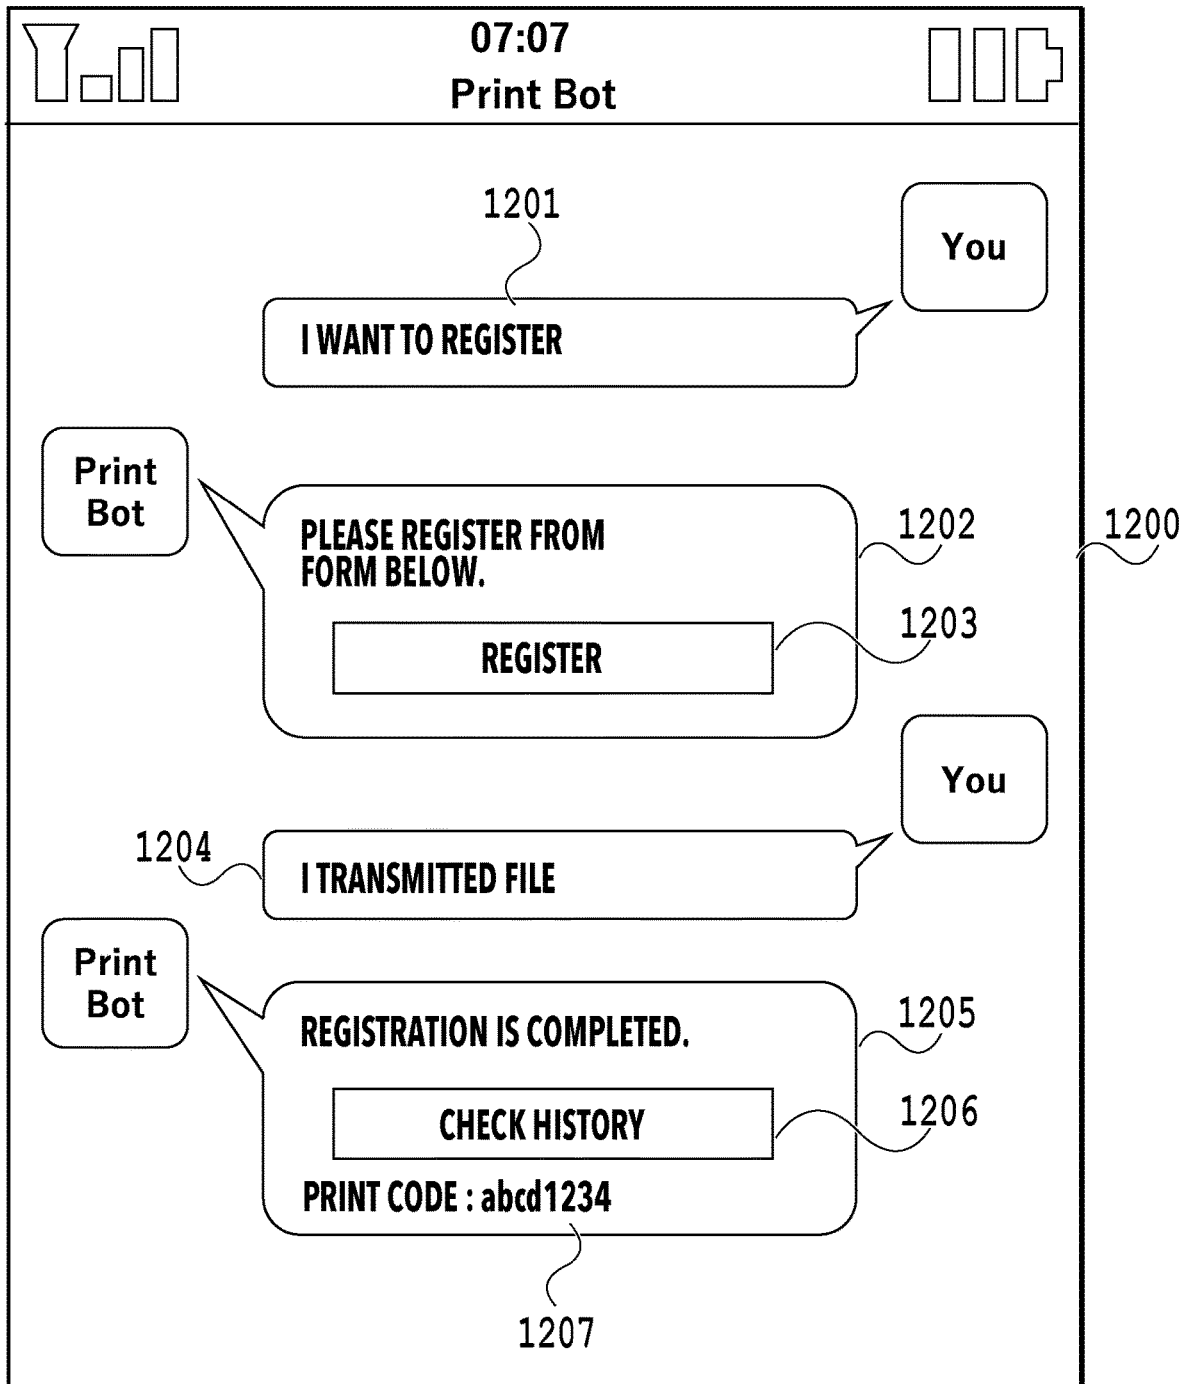 07:07
Print Bot
1201
You
I WANT TO REGISTER
Print
Bot
PLEASE REGISTER FROM
FORM BELOW.
1202
1200
1203
REGISTER
You
1204
I TRANSMITTED FILE
Print
Bot
REGISTRATION IS COMPLETED.
1205
CHECK HISTORY
1206
PRINT CODE : abcd1234
1207